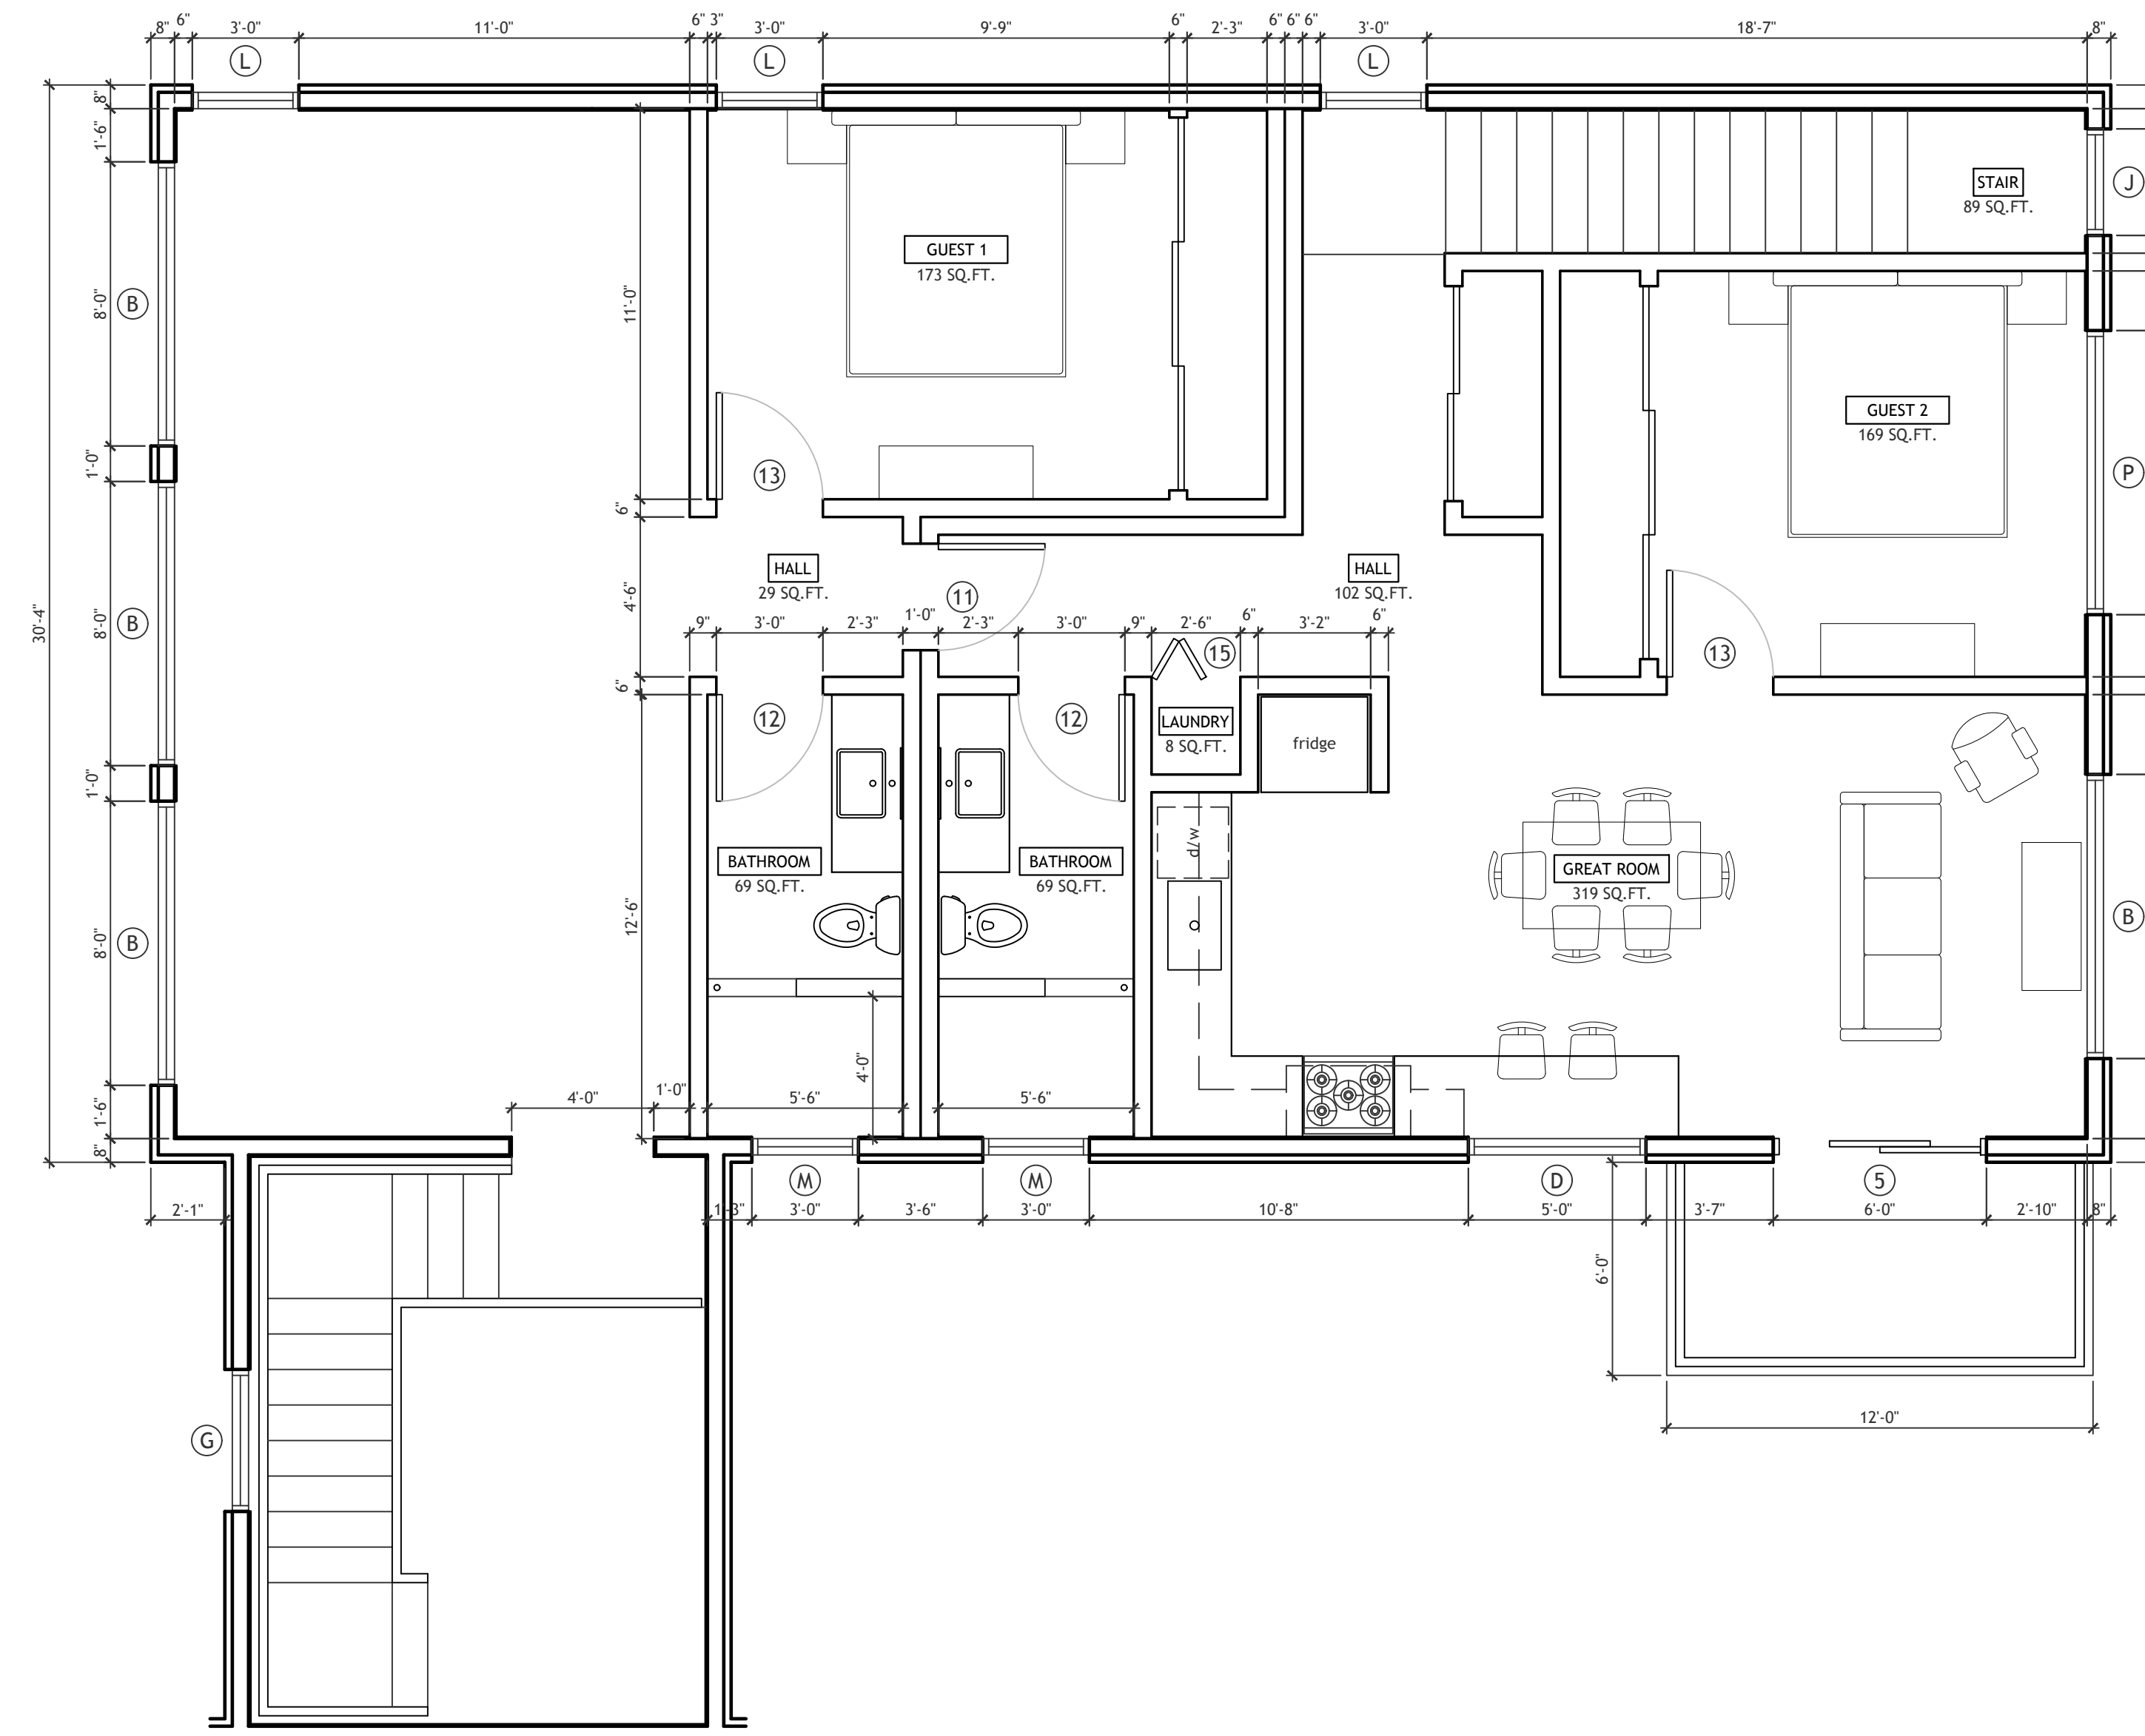 8" 6" 3'-0" 11'-0" 6" 3" 3'-0" 9'-9" 6" 2'-3" 6" 6" 6" 3'-0" 18'-7" 8"
L L L
8"
1'-6"
STAIR
89 SQ.FT.
J
GUEST 1
173 SQ.FT.
8'-0" B 11'-0"
GUEST 2
169 SQ.FT.
1'-0"
13
P
6"
HALL
29 SQ.FT.
HALL
102 SQ.FT.
11
30'-4" 8'-0" B 4'-6"
9" 3'-0" 2'-3" 1'-0" 2'-3" 3'-0" 9" 2'-6" 6" 3'-2" 6"
15
13
6"
12 12
LAUNDRY
8 SQ.FT.
fridge
1'-0"
d/w
BATHROOM
69 SQ.FT.
BATHROOM
69 SQ.FT.
GREAT ROOM
319 SQ.FT.
12'-6"
8'-0" B B
4'-0"
4'-0" 1'-0" 5'-6" 5'-6"
1'-6"
8"
M M D 5
2'-1" 1'-3" 3'-0" 3'-6" 3'-0" 10'-8" 5'-0" 3'-7" 6'-0" 2'-10" 8"
6'-0"
12'-0"
G